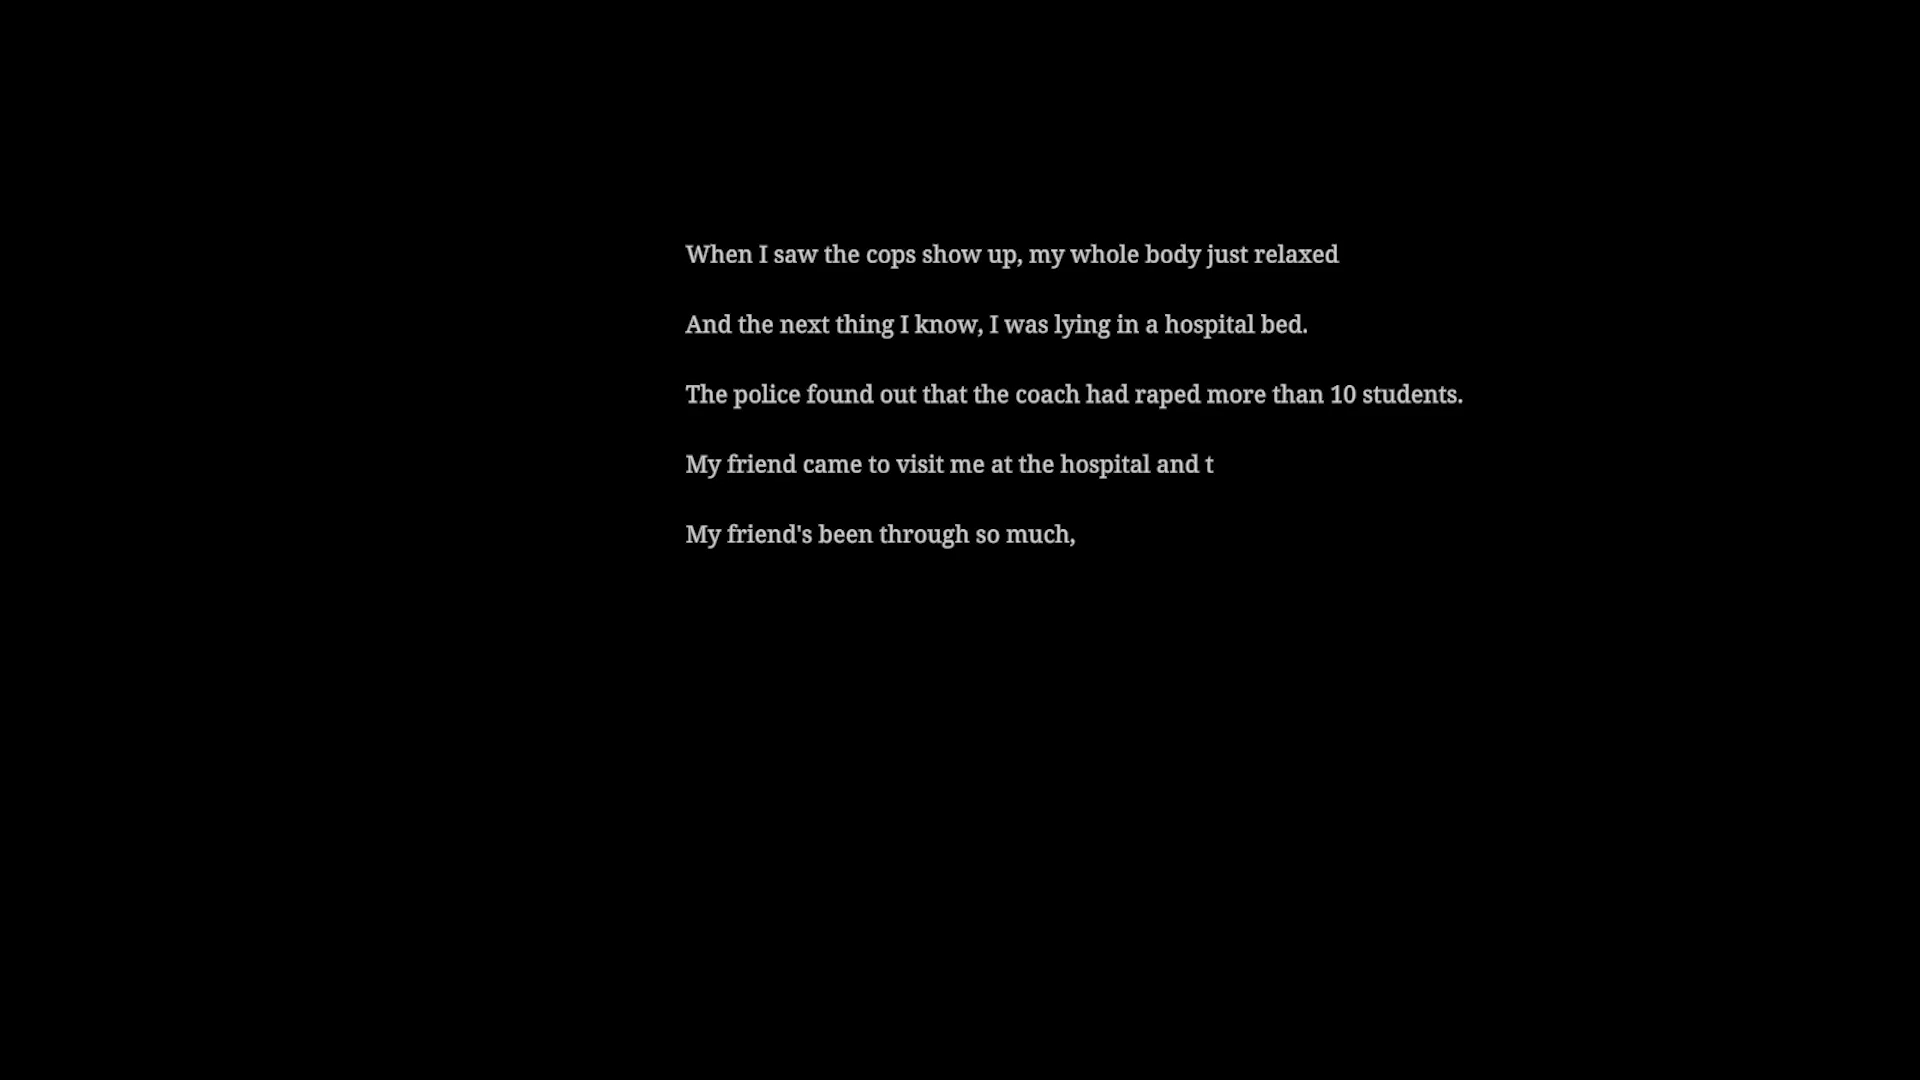 When I saw the cops show up, my whole body just relaxed
And the next thing I know, I was lying in a hospital bed.
The police found out that the coach had raped more than 10 students.
My friend came to visit me at the hospital and t
My friend's been through so much,